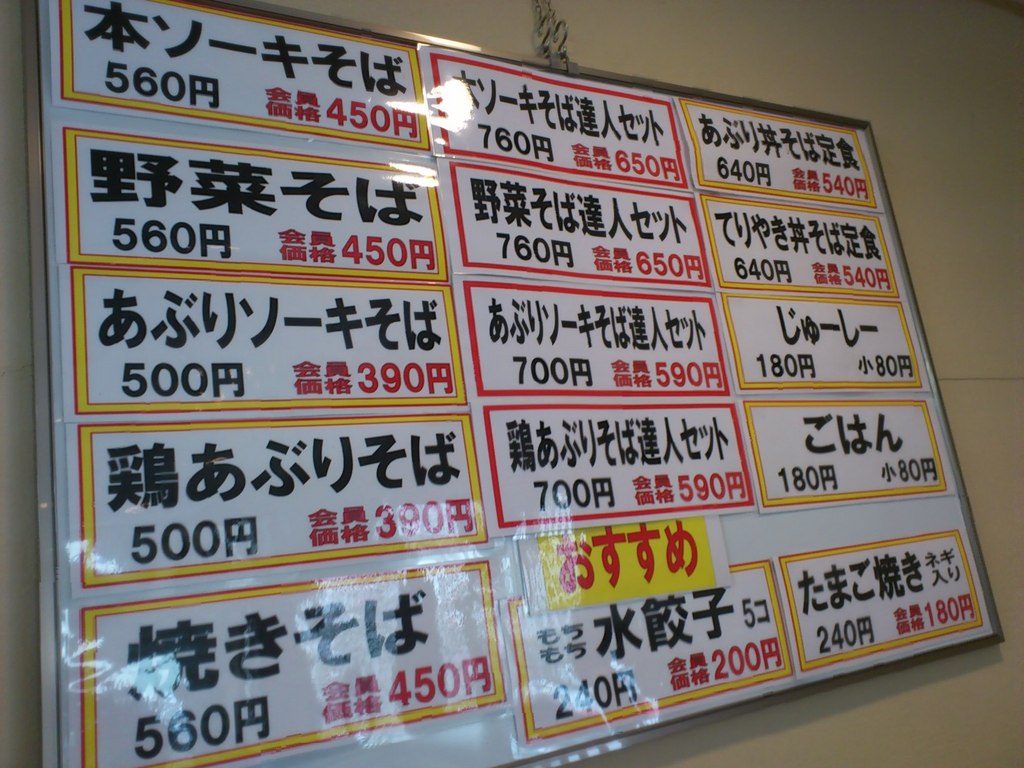 本ソーキそば
560円 会員価格 450円
野菜そば
560円 会員価格 450円
あぶりソーキそば
500円 会員価格 390円
鶏あぶりそば
500円 会員価格 390円
焼きそば
560円 会員価格 450円
本ソーキそば達人セット
760円 会員価格 650円
野菜そば達人セット
760円 会員価格 650円
あぶりソーキそば達人セット
700円 会員価格 590円
鶏あぶりそば達人セット
700円 会員価格 590円
おすすめ
もちもち 水餃子 5コ
240円 会員価格 200円
あぶり丼そば定食
640円 会員価格 540円
てりやき丼そば定食
640円 会員価格 540円
じゅーしー
180円 小80円
ごはん
180円 小80円
たまご焼き ネギ入り
240円 会員価格 180円